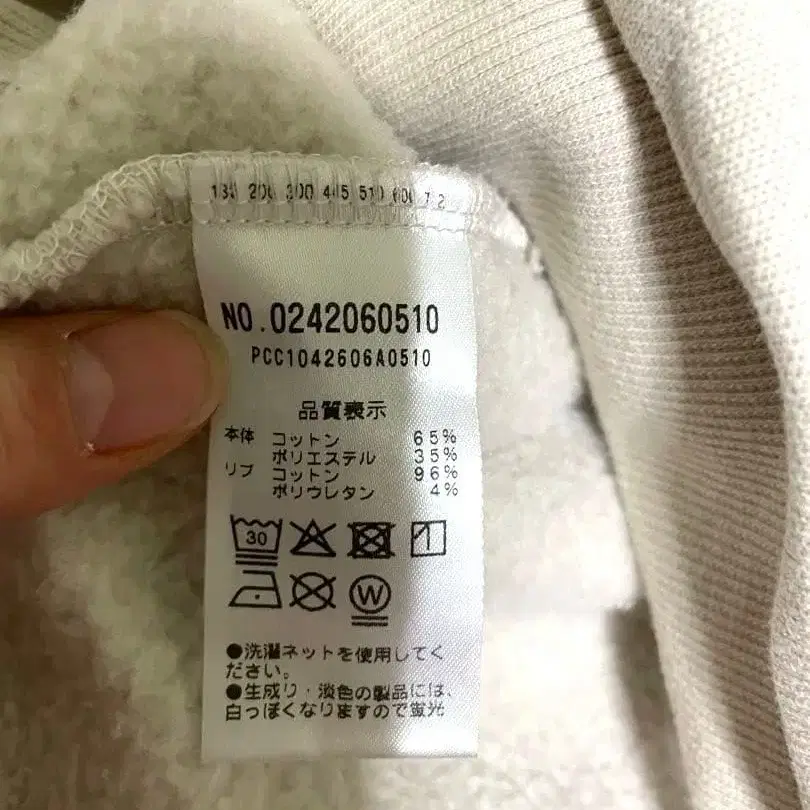 NO.0242060510
PCC1042606A0510
品質表示
本体 コットン 65%
ポリエステル 35%
リブ コットン 96%
ポリウレタン 4%
30
W
●洗濯ネットを使用してく
ださい。
●生成り・淡色の製品には、
白っぽくなりますので蛍光